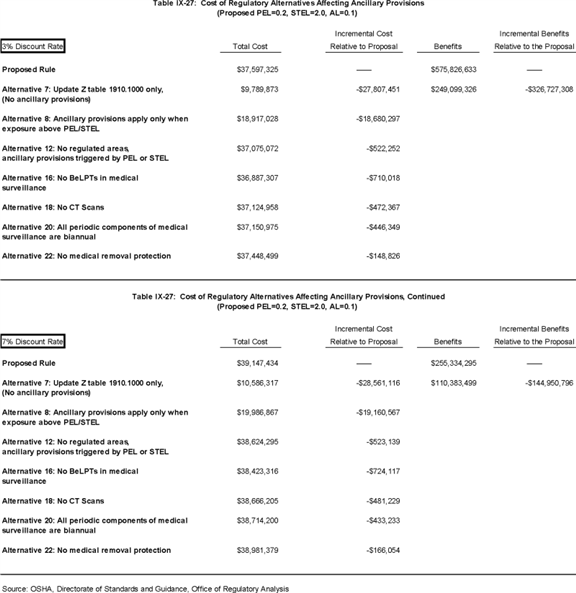 Table IX-27: Cost of Regulatory Alternatives Affecting Ancillary Provisions
(Proposed PEL=0.2, STEL=2.0, AL=0.1)
Incremental Cost Incremental Benefits
3% Discount Rate Total Cost Relative to Proposal Benefits Relative to the Proposal
Proposed Rule $37,597,325 —— $575,826,633 ——
Alternative 7: Update Z table 1910.1000 only, $9,789,873 -$27,807,451 $249,099,326 -$326,727,308
(No ancillary provisions)
Alternative 8: Ancillary provisions apply only when $18,917,028 -$18,680,297
exposure above PEL/STEL
Alternative 12: No regulated areas, $37,075,072 -$522,252
ancillary provisions triggered by PEL or STEL
Alternative 16: No BeLPTs in medical $36,887,307 -$710,018
surveillance
Alternative 18: No CT Scans $37,124,958 -$472,367
Alternative 20: All periodic components of medical $37,150,975 -$446,349
surveillance are biannual
Alternative 22: No medical removal protection $37,448,499 -$148,826
Table IX-27: Cost of Regulatory Alternatives Affecting Ancillary Provisions, Continued
(Proposed PEL=0.2, STEL=2.0, AL=0.1)
Incremental Cost Incremental Benefits
7% Discount Rate Total Cost Relative to Proposal Benefits Relative to the Proposal
Proposed Rule $39,147,434 —— $255,334,295 ——
Alternative 7: Update Z table 1910.1000 only, $10,586,317 -$28,561,116 $110,383,499 -$144,950,796
(No ancillary provisions)
Alternative 8: Ancillary provisions apply only when $19,986,867 -$19,160,567
exposure above PEL/STEL
Alternative 12: No regulated areas, $38,624,295 -$523,139
ancillary provisions triggered by PEL or STEL
Alternative 16: No BeLPTs in medical $38,423,316 -$724,117
surveillance
Alternative 18: No CT Scans $38,666,205 -$481,229
Alternative 20: All periodic components of medical $38,714,200 -$433,233
surveillance are biannual
Alternative 22: No medical removal protection $38,981,379 -$166,054
Source: OSHA, Directorate of Standards and Guidance, Office of Regulatory Analysis